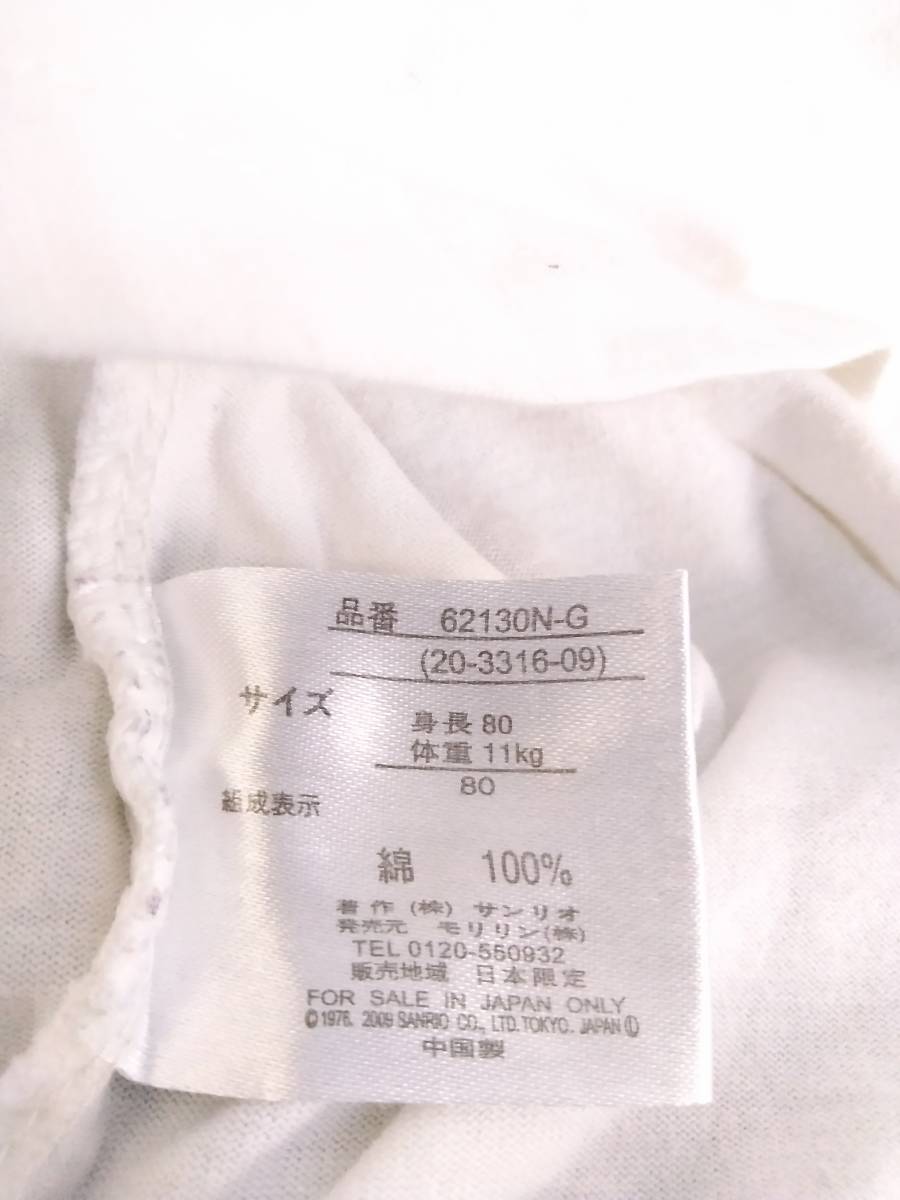 品番 62130N-G
(20-3316-09)
サイズ
身長 80
体重 11kg
80
組成表示
綿 100%
著作 (株) サンリオ
発売元 モリリン(株)
TEL 0120-550932
販売地域 日本限定
FOR SALE IN JAPAN ONLY
©1976, 2009 SANRIO CO., LTD. TOKYO, JAPAN Ⓛ
中国製